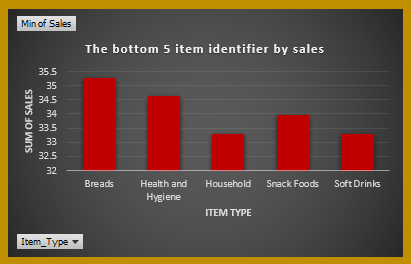 Min of Sales
The bottom 5 item identifier by sales
SUM OF SALES
35.5
35
34.5
34
33.5
33
32.5
32
Breads
Health and
Hygiene
Household
Snack Foods
Soft Drinks
ITEM TYPE
Item_Type